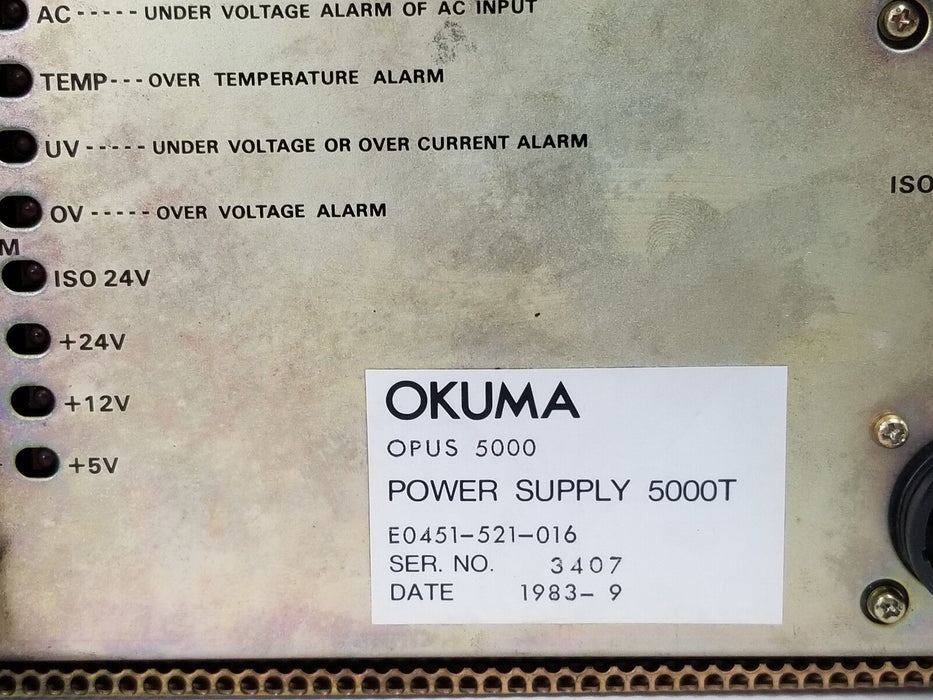 AC ----- UNDER VOLTAGE ALARM OF AC INPUT
TEMP --- OVER TEMPERATURE ALARM
UV ----- UNDER VOLTAGE OR OVER CURRENT ALARM
ISO
OV ----- OVER VOLTAGE ALARM
M
ISO 24V
+24V
+12V
+5V
OKUMA
OPUS 5000
POWER SUPPLY 5000T
E0451-521-016
SER. NO. 3407
DATE 1983- 9